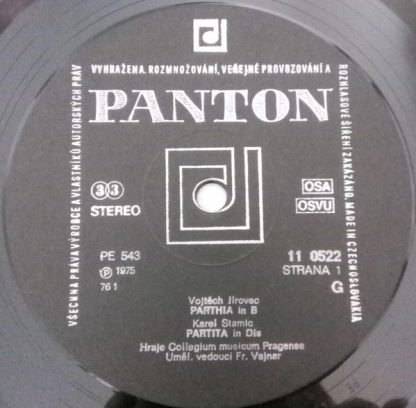 VYHRAŽENA. ROZMNOŽOVÁNÍ, VEŘEJNÉ PROVOZOVÁNÍ A
ROZHLASOVÉ ŠÍŘENÍ ZAKÁZÁNO. MADE IN CZECHOSLOVAKIA
VŠECHNA PRÁVA VÝROBCE A VLASTNÍKŮ AUTORSKÝCH PRÁV
PANTON
33
STEREO
OSA
OSVU
PE 543
Ⓟ 1975
76 1
11 0522
STRANA 1
G
Vojtěch Jírovec
PARTHIA in B
Karel Stamic
PARTITA in Dis
Hraje Collegium musicum Pragense
Uměl. vedoucí Fr. Vajnar